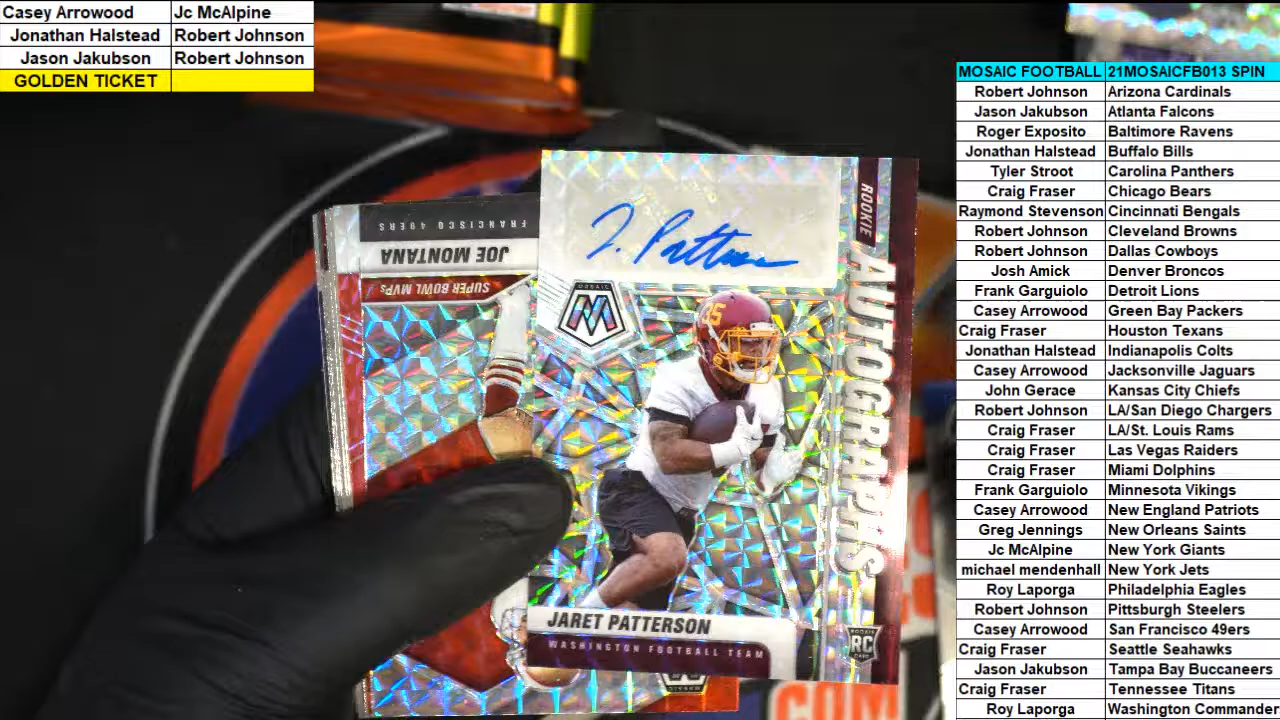 Casey Arrowood Jc McAlpine
Jonathan Halstead Robert Johnson
Jason Jakubson Robert Johnson
GOLDEN TICKET
MOSAIC FOOTBALL 21MOSAICFB013 SPIN
Robert Johnson Arizona Cardinals
Jason Jakubson Atlanta Falcons
Roger Exposito Baltimore Ravens
Jonathan Halstead Buffalo Bills
Tyler Stroot Carolina Panthers
Craig Fraser Chicago Bears
Raymond Stevenson Cincinnati Bengals
Robert Johnson Cleveland Browns
Robert Johnson Dallas Cowboys
Josh Amick Denver Broncos
Frank Garguiolo Detroit Lions
Casey Arrowood Green Bay Packers
Craig Fraser Houston Texans
Jonathan Halstead Indianapolis Colts
Casey Arrowood Jacksonville Jaguars
John Gerace Kansas City Chiefs
Robert Johnson LA/San Diego Chargers
Craig Fraser LA/St. Louis Rams
Craig Fraser Las Vegas Raiders
Craig Fraser Miami Dolphins
Frank Garguiolo Minnesota Vikings
Casey Arrowood New England Patriots
Greg Jennings New Orleans Saints
Jc McAlpine New York Giants
michael mendenhall New York Jets
Roy Laporga Philadelphia Eagles
Robert Johnson Pittsburgh Steelers
Casey Arrowood San Francisco 49ers
Craig Fraser Seattle Seahawks
Jason Jakubson Tampa Bay Buccaneers
Craig Fraser Tennessee Titans
Roy Laporga Washington Commander
FRANCISCO 49ERS
JOE MONTANA
SUPER BOWL MVPs
J. Patterson
ROOKIE
AUTOGRAPHS
MOSAIC
M
35
JARET PATTERSON
WASHINGTON FOOTBALL TEAM
ROOKIE
RC
CARD